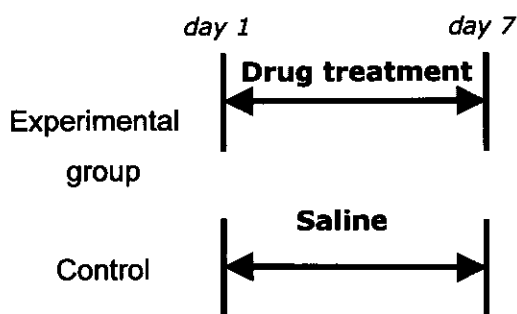 day 1 day 7
Drug treatment
Experimental
group
Saline
Control